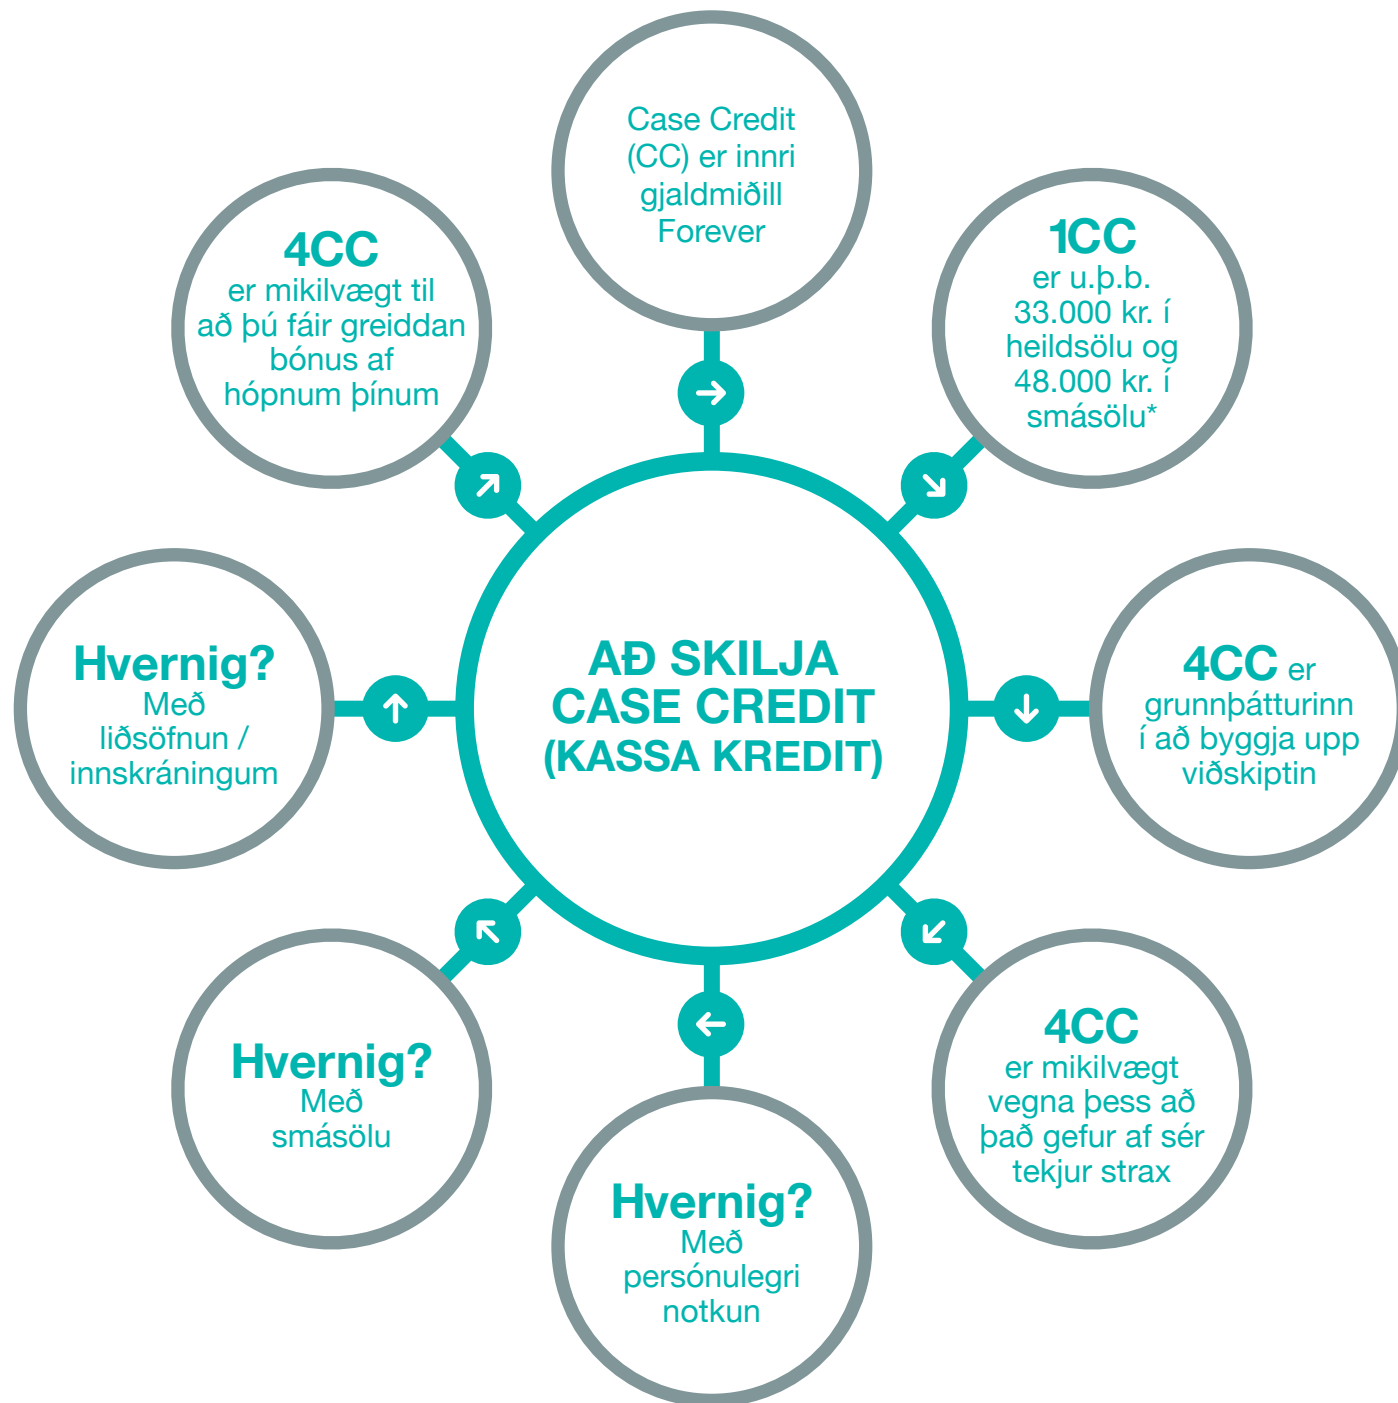 Case Credit
(CC) er innri
gjaldmiðill
Forever
1CC
er u.þ.b.
33.000 kr. í
heildsölu og
48.000 kr. í
smásölu*
4CC er
grunnþátturinn
í að byggja upp
viðskiptin
4CC
er mikilvægt
vegna þess að
það gefur af sér
tekjur strax
Hvernig?
Með
persónulegri
notkun
Hvernig?
Með
smásölu
Hvernig?
Með
liðsöfnun /
innskráningum
4CC
er mikilvægt til
að þú fáir greiddan
bónus af
hópnum þínum
AÐ SKILJA
CASE CREDIT
(KASSA KREDIT)